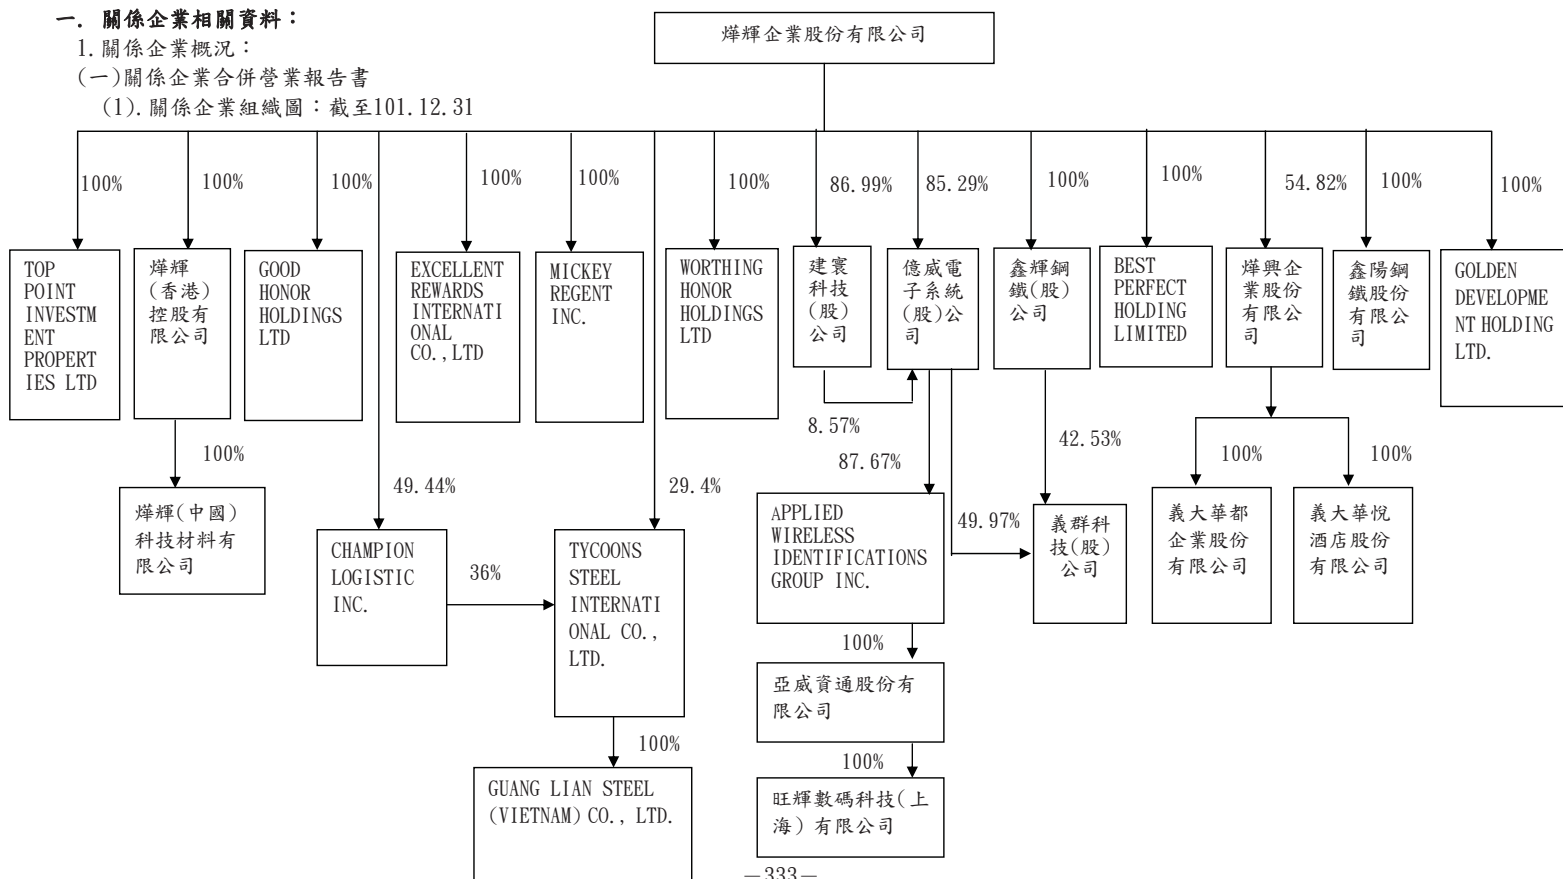 一. 關係企業相關資料：
1.關係企業概況：
(一)關係企業合併營業報告書
(1).關係企業組織圖：截至101.12.31
燁輝企業股份有限公司
100%
100%
100%
100%
100%
100%
86.99%
85.29%
100%
100%
54.82%
100%
100%
TOP
POINT
INVESTM
ENT
PROPERT
IES LTD
燁輝
(香港)
控股有
限公司
GOOD
HONOR
HOLDINGS
LTD
EXCELLENT
REWARDS
INTERNATI
ONAL
CO.,LTD
MICKEY
REGENT
INC.
WORTHING
HONOR
HOLDINGS
LTD
建寰
科技
(股)
公司
億威電
子系統
(股)公
司
鑫輝鋼
鐵(股)
公司
BEST
PERFECT
HOLDING
LIMITED
燁興企
業股份
有限公
司
鑫陽鋼
鐵股份
有限公
司
GOLDEN
DEVELOPME
NT HOLDING
LTD.
8.57%
100%
49.44%
29.4%
87.67%
49.97%
42.53%
100%
100%
燁輝(中國)
科技材料有
限公司
CHAMPION
LOGISTIC
INC.
36%
TYCOONS
STEEL
INTERNATI
ONAL CO.,
LTD.
APPLIED
WIRELESS
IDENTIFICATIONS
GROUP INC.
義群科
技(股)
公司
義大華都
企業股份
有限公司
義大華悅
酒店股份
有限公司
100%
亞威資通股份有
限公司
100%
100%
GUANG LIAN STEEL
(VIETNAM) CO., LTD.
旺輝數碼科技(上
海)有限公司
－333－